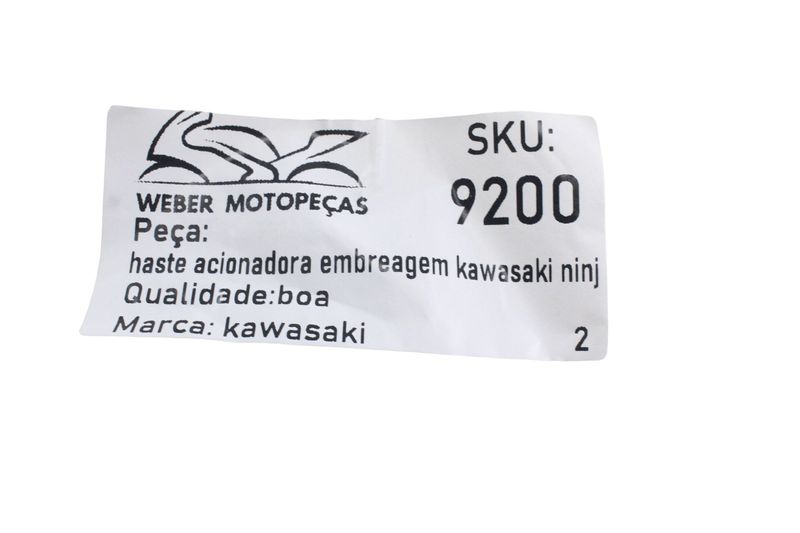 SKU:
9200
WEBER MOTOPEÇAS
Peça:
haste acionadora embreagem kawasaki ninj
Qualidade:boa
Marca: kawasaki
2